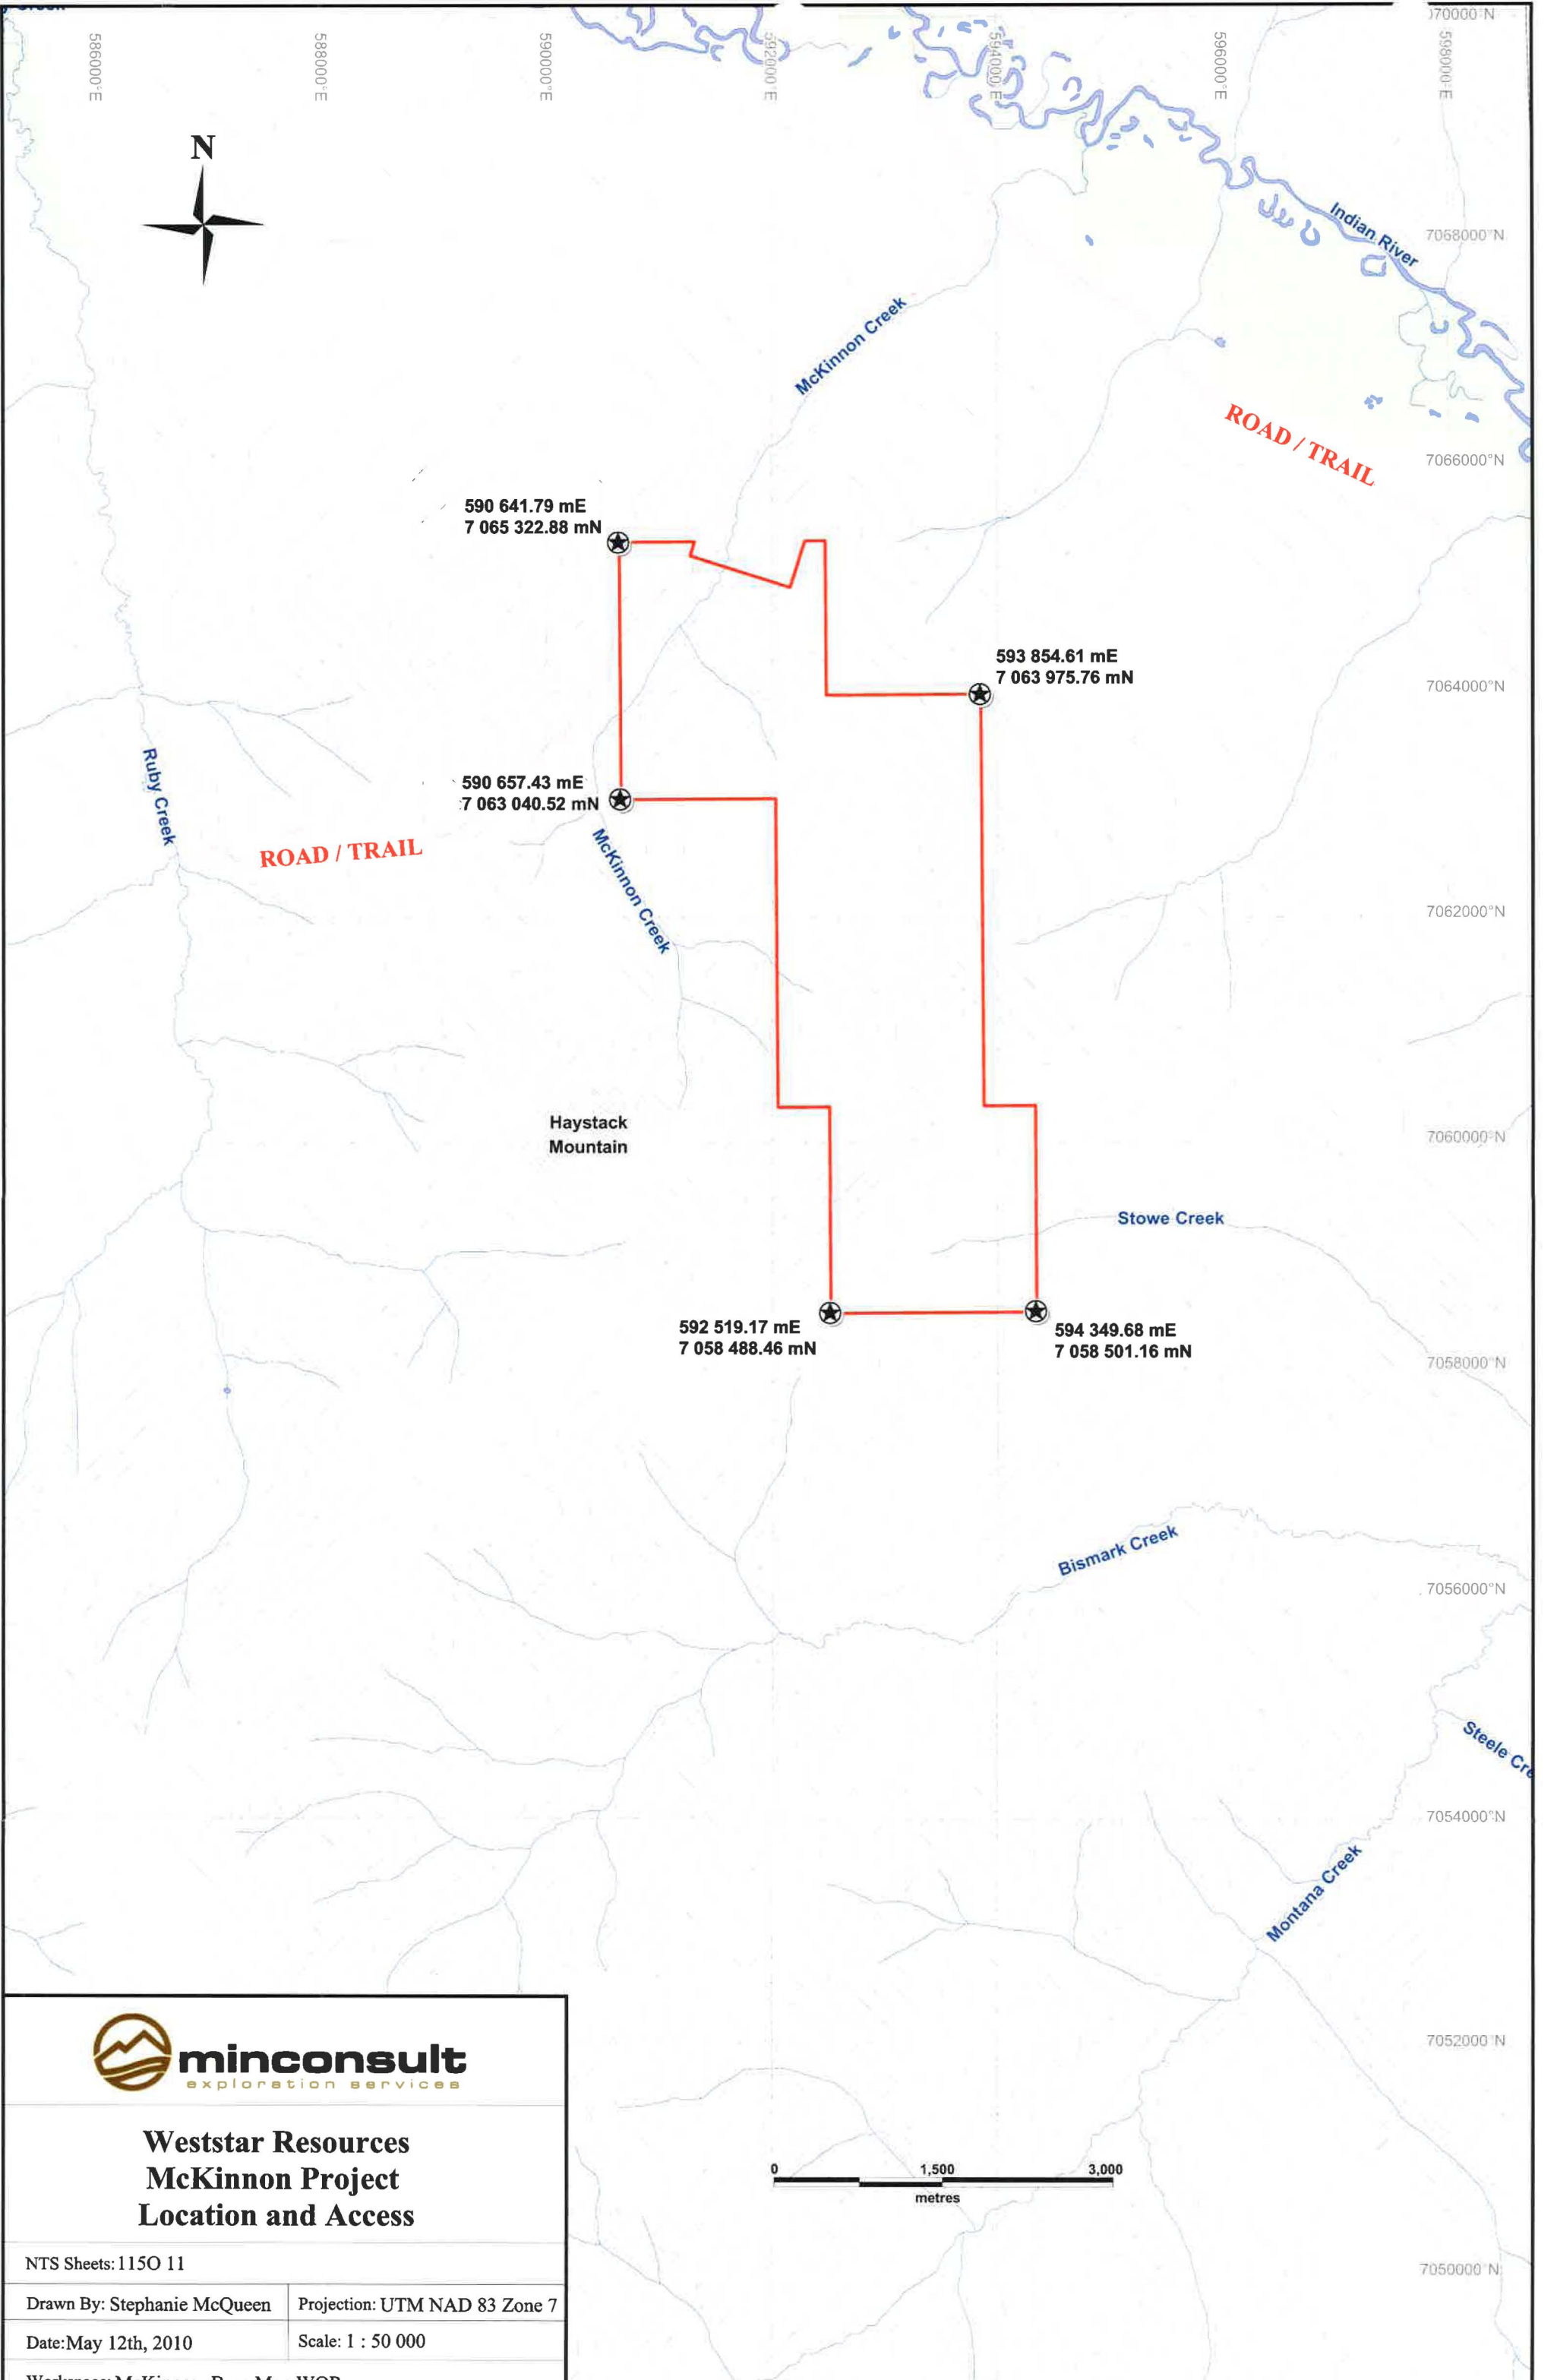 586000°E
588000°E
590000°E
592000°E
594000°E
596000°E
598000°E
70000°N
N
Indian River
7068000°N
McKinnon Creek
ROAD / TRAIL
7066000°N
590 641.79 mE
7 065 322.88 mN
593 854.61 mE
7 063 975.76 mN
7064000°N
Ruby Creek
590 657.43 mE
7 063 040.52 mN
ROAD / TRAIL
McKinnon Creek
7062000°N
Haystack
Mountain
7060000°N
Stowe Creek
592 519.17 mE
7 058 488.46 mN
594 349.68 mE
7 058 501.16 mN
7058000°N
Bismark Creek
7056000°N
Steele Cre
7054000°N
Montana Creek
7052000°N
minconsult
exploration services
Weststar Resources
McKinnon Project
Location and Access
0 1,500 3,000
metres
7050000°N
NTS Sheets: 115O 11
Drawn By: Stephanie McQueen
Projection: UTM NAD 83 Zone 7
Date:May 12th, 2010
Scale: 1 : 50 000